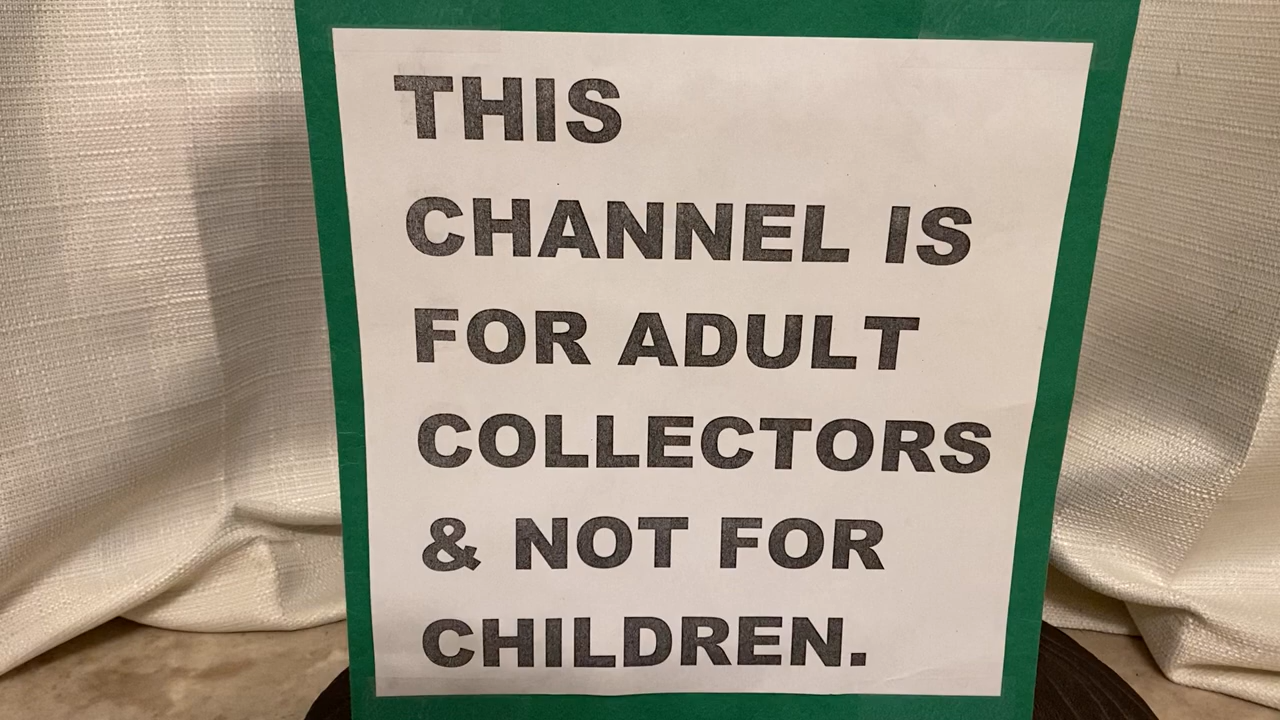 THIS
CHANNEL IS
FOR ADULT
COLLECTORS
& NOT FOR
CHILDREN.